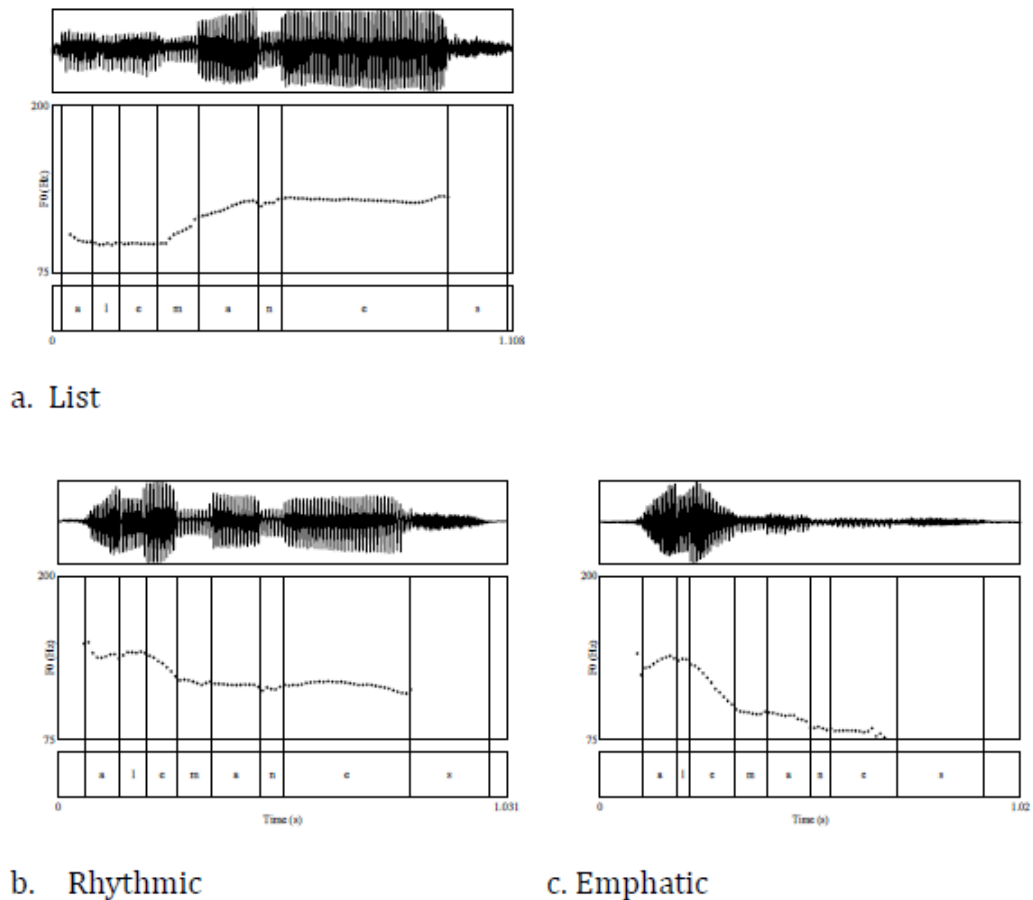 200
F0 (Hz)
75
a l e m a n e s
0 1.108
a. List
200 200
F0 (Hz) F0 (Hz)
75 75
a l e m a n e s a l e m a n e s
0 1.031 0 1.02
Time (s) Time (s)
b. Rhythmic c. Emphatic